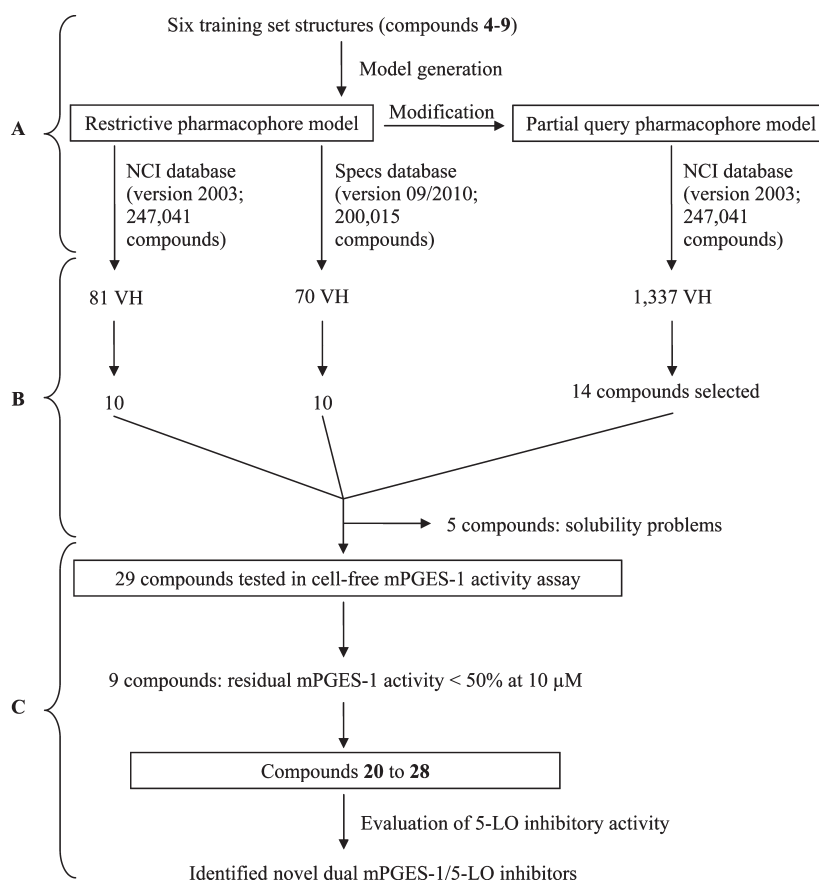 Six training set structures (compounds 4-9)
Model generation
A
Restrictive pharmacophore model
Modification
Partial query pharmacophore model
NCI database
(version 2003;
247,041
compounds)
Specs database
(version 09/2010;
200,015
compounds)
NCI database
(version 2003;
247,041
compounds)
B
81 VH
70 VH
1,337 VH
10
10
14 compounds selected
5 compounds: solubility problems
C
29 compounds tested in cell-free mPGES-1 activity assay
9 compounds: residual mPGES-1 activity < 50% at 10 µM
Compounds 20 to 28
Evaluation of 5-LO inhibitory activity
Identified novel dual mPGES-1/5-LO inhibitors